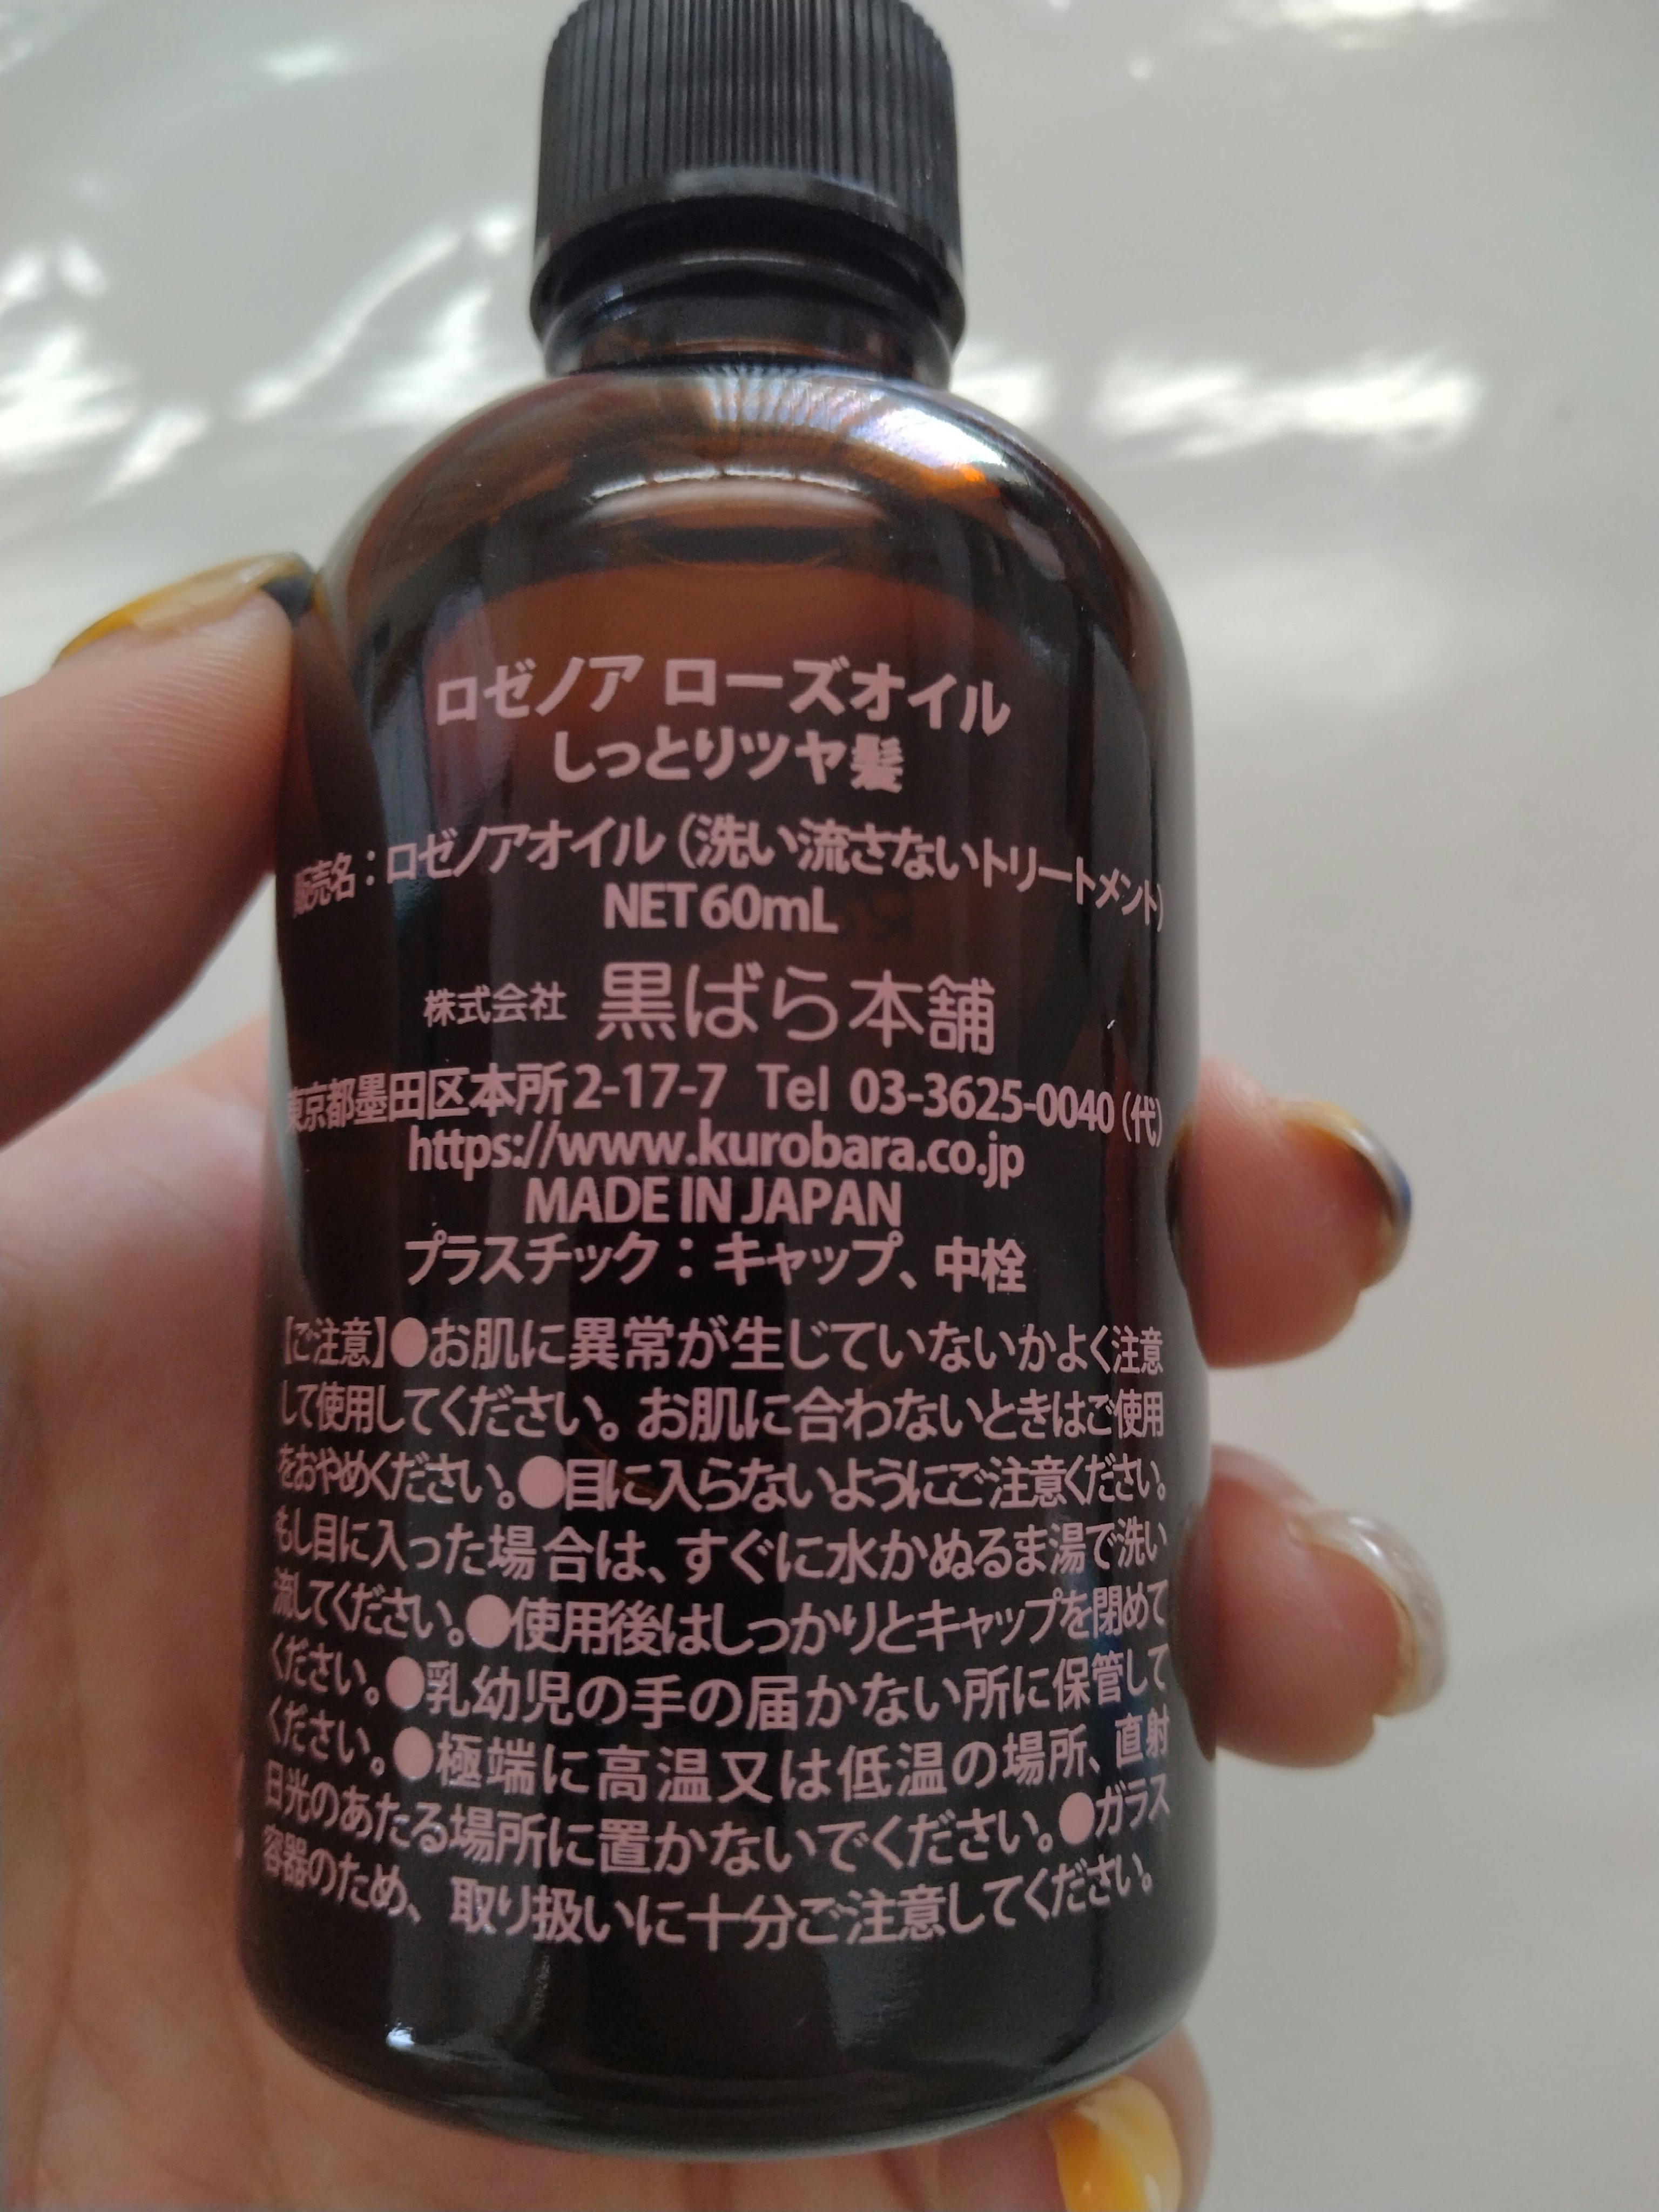 ロゼノア ローズオイル
しっとりツヤ髪
販売名：ロゼノアオイル（洗い流さないトリートメント）
NET60mL
株式会社 黒ばら本舗
東京都墨田区本所2-17-7 Tel 03-3625-0040（代）
https://www.kurobara.co.jp
MADE IN JAPAN
プラスチック：キャップ、中栓
【ご注意】●お肌に異常が生じていないかよく注意
して使用してください。お肌に合わないときはご使用
をおやめください。●目に入らないようにご注意ください。
もし目に入った場合は、すぐに水かぬるま湯で洗い
流してください。●使用後はしっかりとキャップを閉めて
ください。●乳幼児の手の届かない所に保管して
ください。●極端に高温又は低温の場所、直射
日光のあたる場所に置かないでください。●ガラス
容器のため、取り扱いに十分ご注意してください。